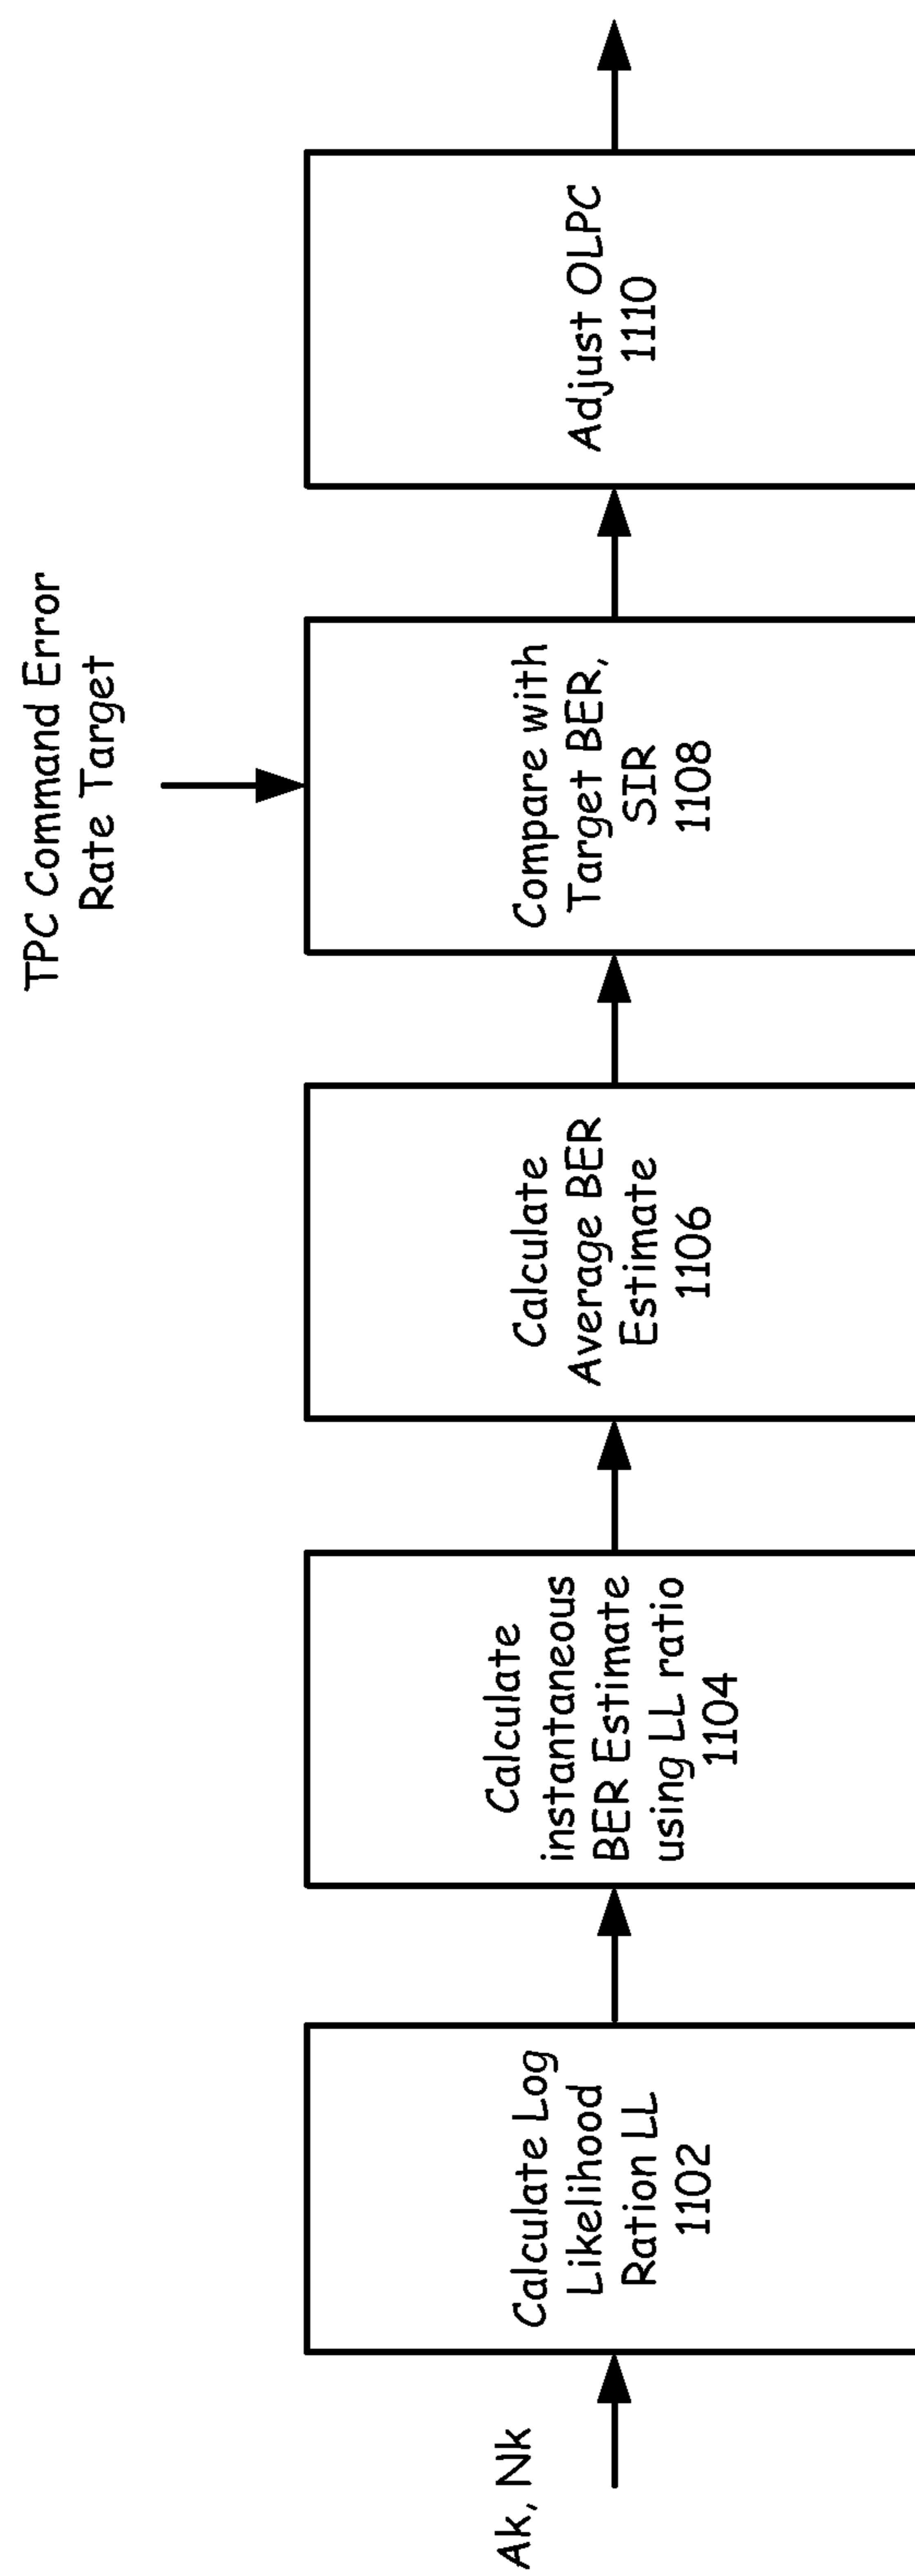 TPC Command Error
Rate Target
Ak, Nk
Calculate Log
Likelihood
Ration LL
1102
Calculate
instantaneous
BER Estimate
using LL ratio
1104
Calculate
Average BER
Estimate
1106
Compare with
Target BER,
SIR
1108
Adjust OLPC
1110